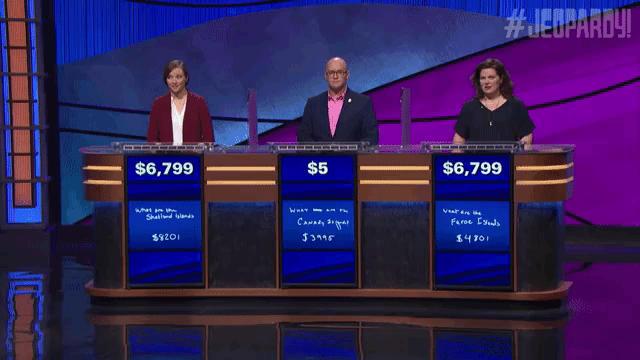 #JEOPARDY!
$6,799
$5
$6,799
What are the
Shetland Islands
$8201
What are the
Canary
$3995
What are the
Faroe Islands
$4801